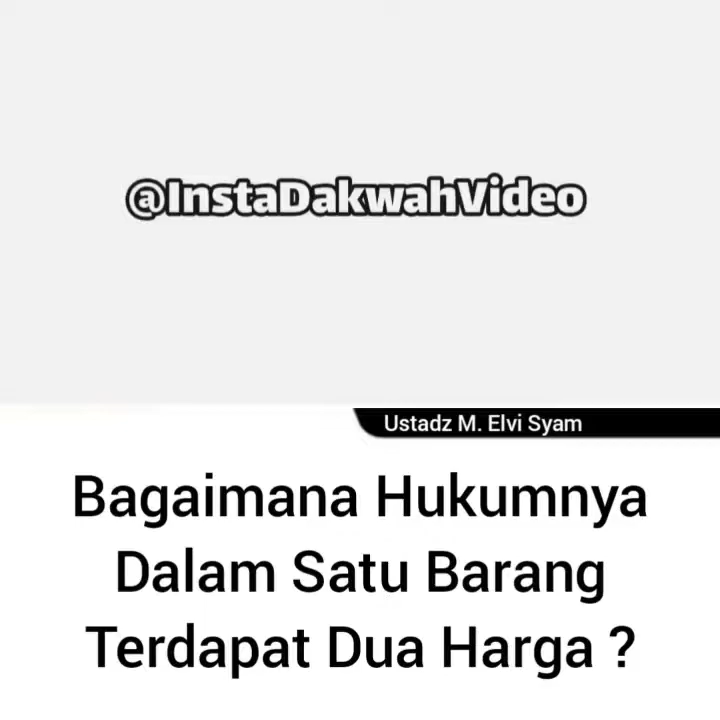 @InstaDakwahVideo
Ustadz M. Elvi Syam
Bagaimana Hukumnya
Dalam Satu Barang
Terdapat Dua Harga ?